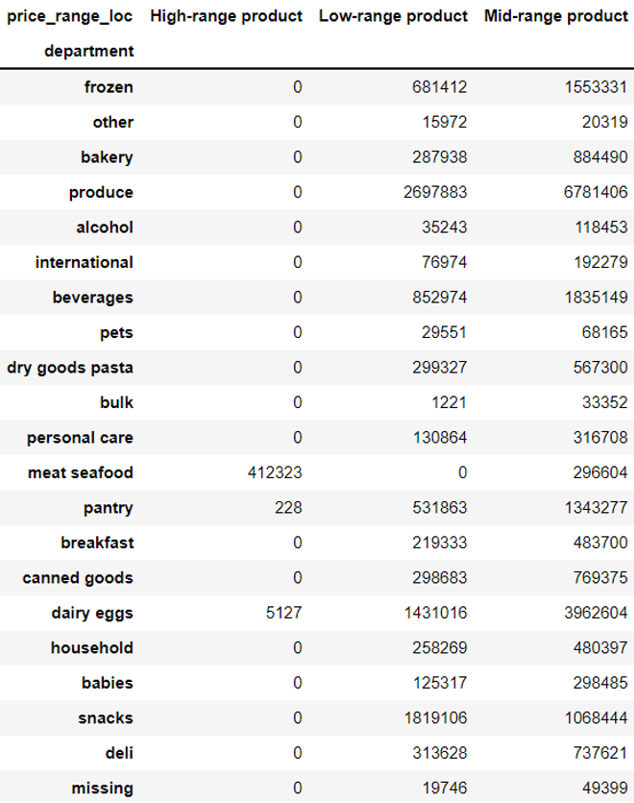 price_range_loc High-range product Low-range product Mid-range product
department
frozen 0 681412 1553331
other 0 15972 20319
bakery 0 287938 884490
produce 0 2697883 6781406
alcohol 0 35243 118453
international 0 76974 192279
beverages 0 852974 1835149
pets 0 29551 68165
dry goods pasta 0 299327 567300
bulk 0 1221 33352
personal care 0 130864 316708
meat seafood 412323 0 296604
pantry 228 531863 1343277
breakfast 0 219333 483700
canned goods 0 298683 769375
dairy eggs 5127 1431016 3962604
household 0 258269 480397
babies 0 125317 298485
snacks 0 1819106 1068444
deli 0 313628 737621
missing 0 19746 49399